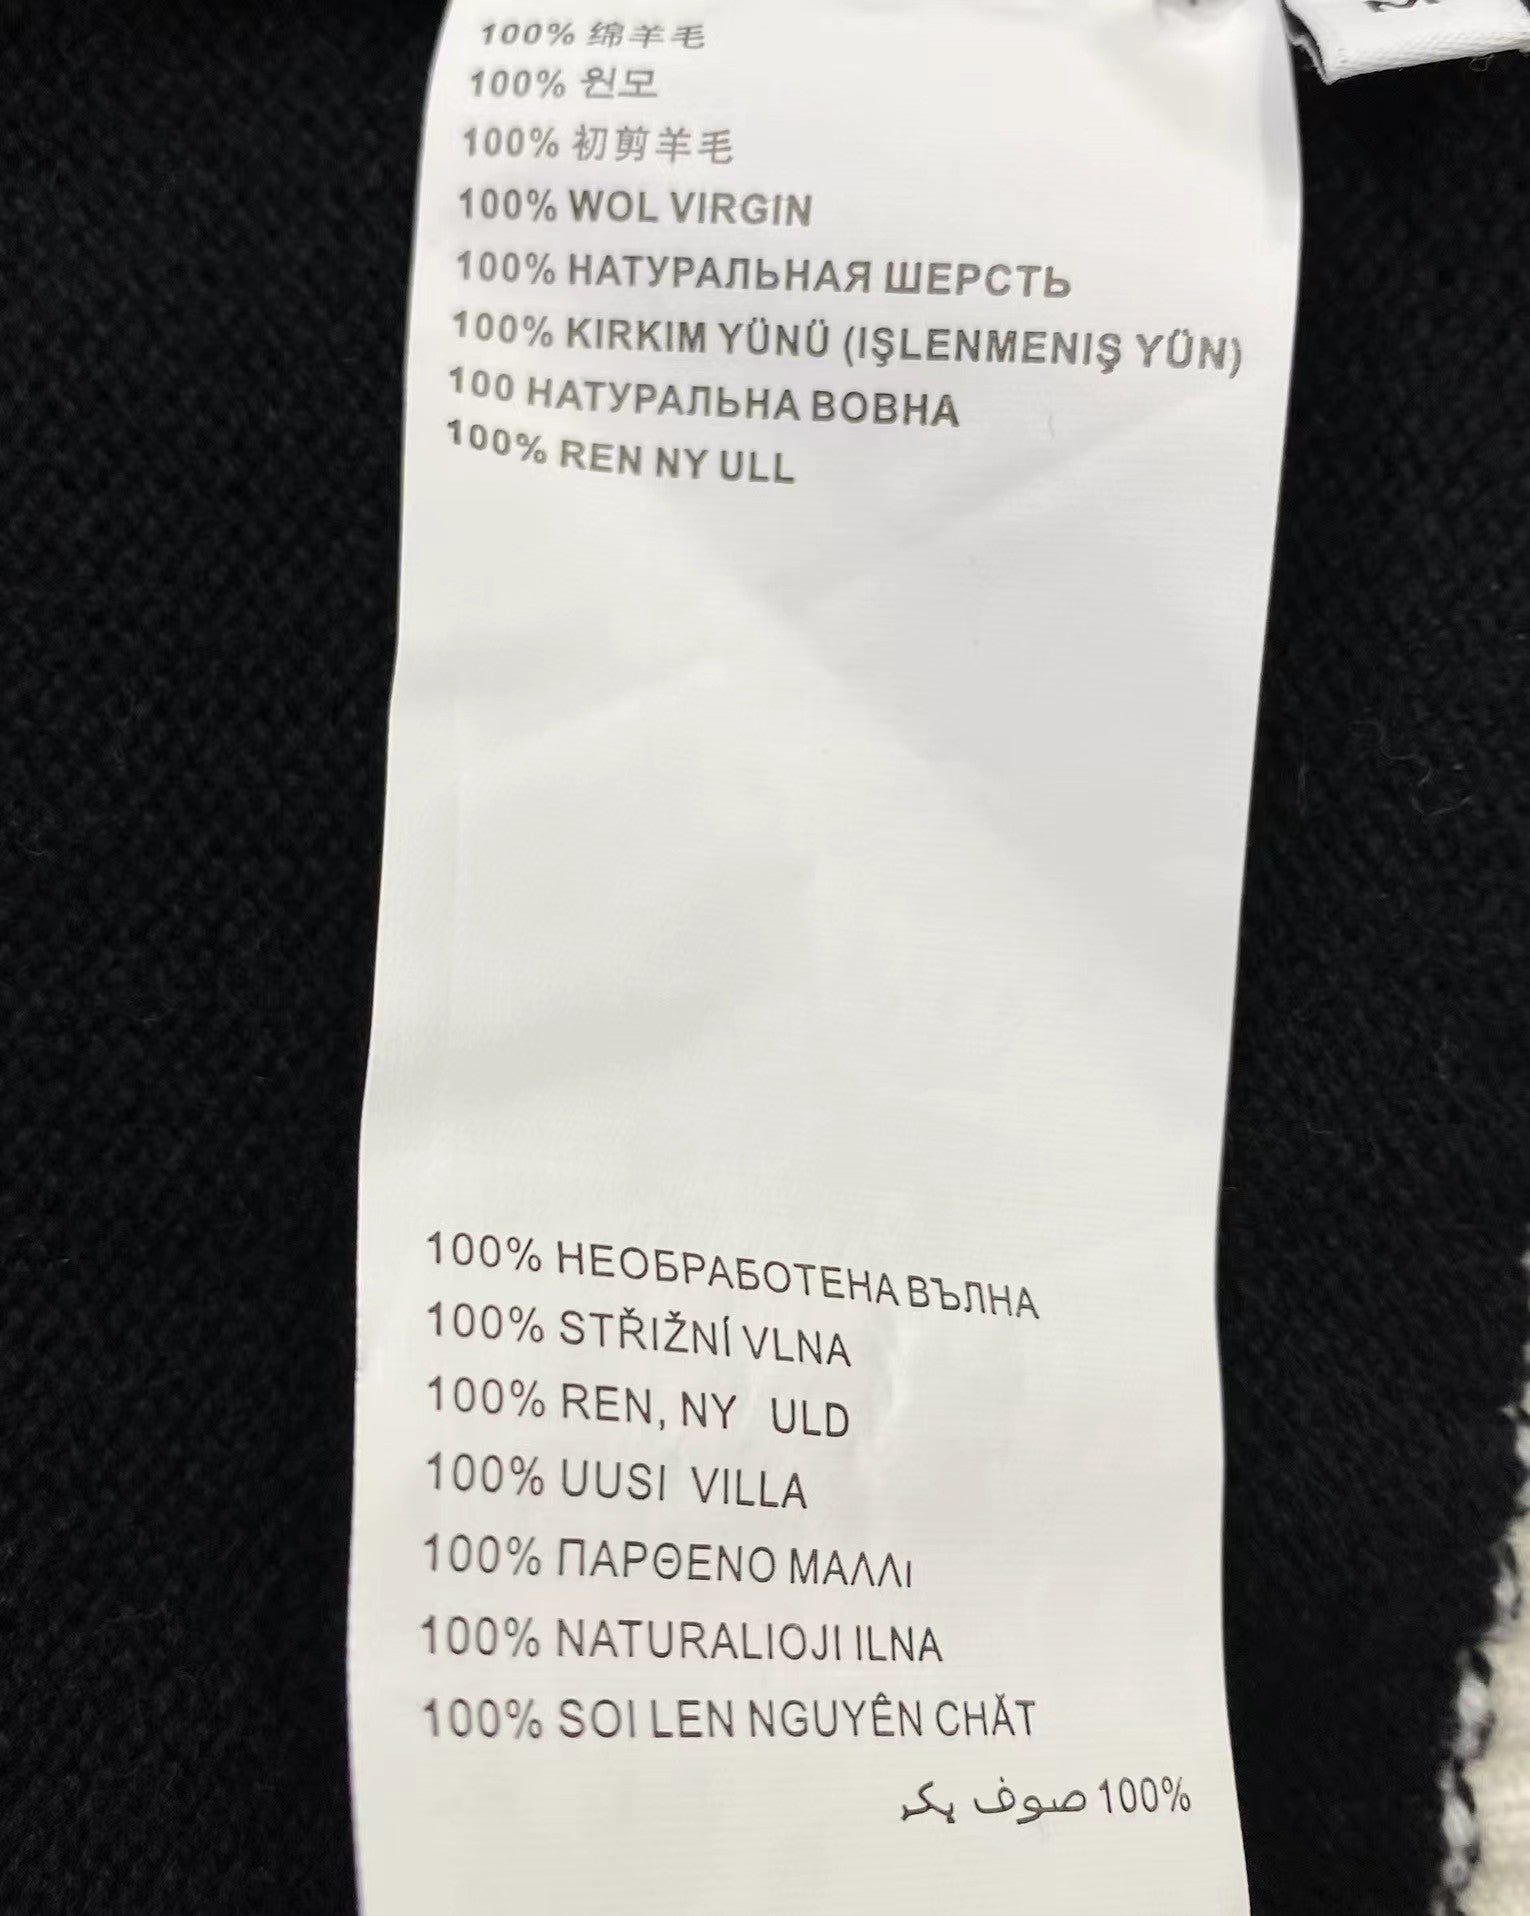 100% 绵羊毛
100% 원모
100% 初剪羊毛
100% WOL VIRGIN
100% НАТУРАЛЬНАЯ ШЕРСТЬ
100% KIRKIM YÜNÜ (IŞLENMENIŞ YÜN)
100 НАТУРАЛЬНА ВОВНА
100% REN NY ULL
100% НЕОБРАБОТЕНА ВЪЛНА
100% STŘIŽNÍ VLNA
100% REN, NY ULD
100% UUSI VILLA
100% ΠΑΡΘΕΝΟ ΜΑΛΛι
100% NATURALIOJI ILNA
100% SOI LEN NGUYÊN CHĂT
100% صوف بكر